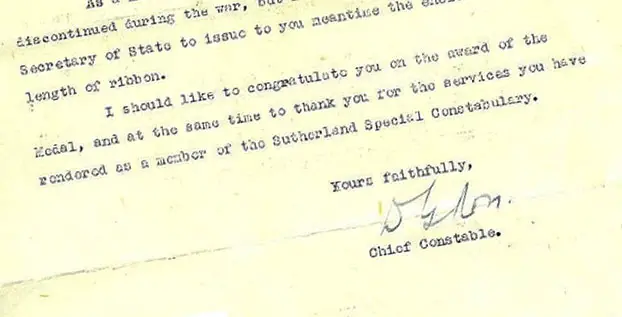 As a
discontinued during the war, but
Secretary of State to issue to you meantime the
length of ribbon.
I should like to congratulate you on the award of the
Medal, and at the same time to thank you for the services you have
rendered as a member of the Sutherland Special Constabulary.
Yours faithfully,
Chief Constable.